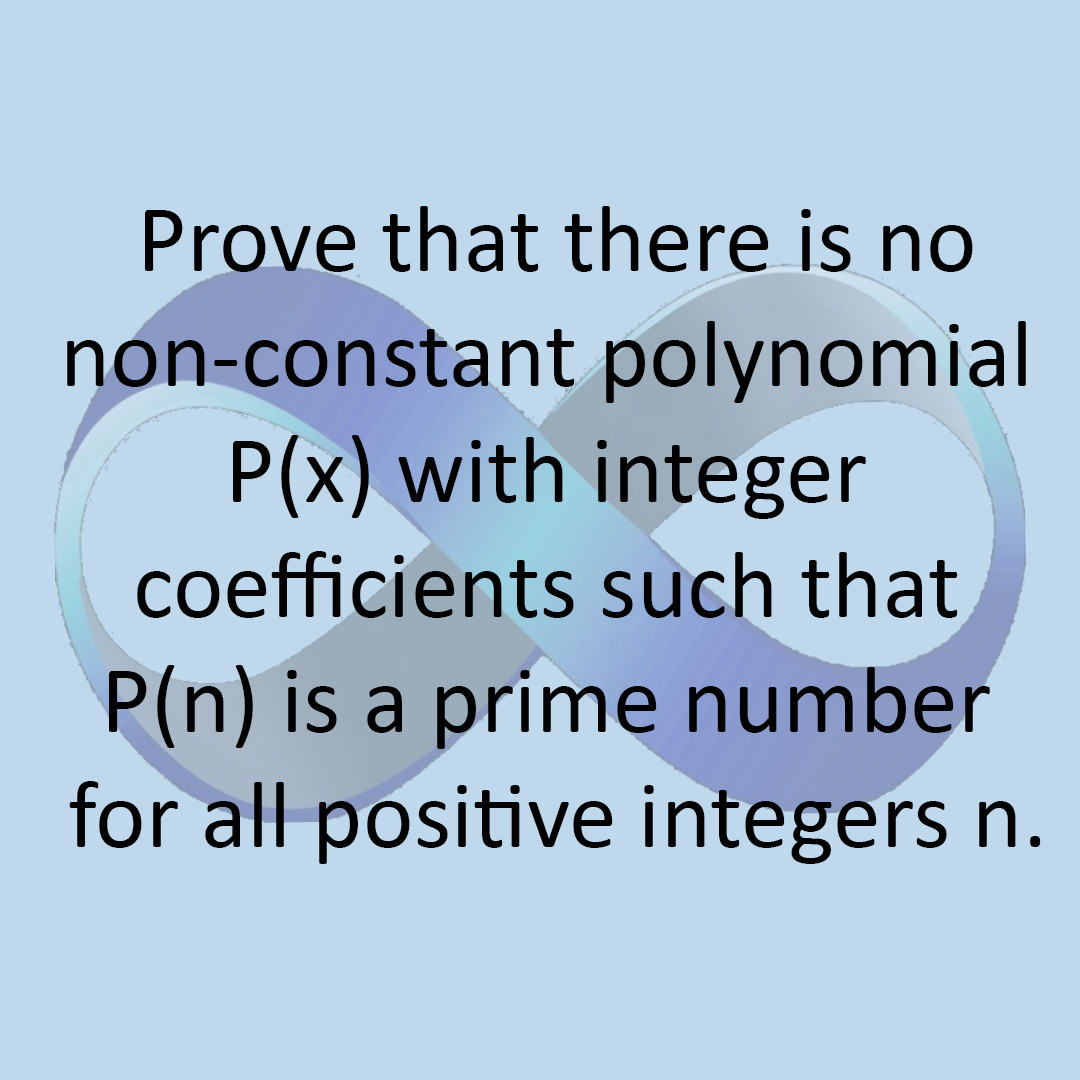 Prove that there is no
non-constant polynomial
P(x) with integer
coefficients such that
P(n) is a prime number
for all positive integers n.